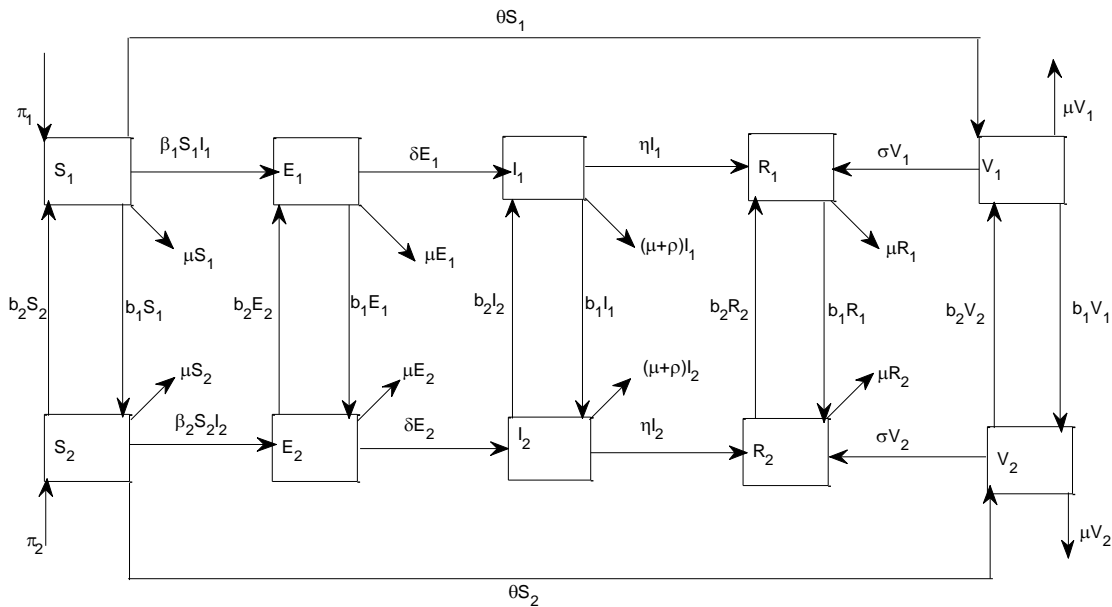 θS₁
π₁
μV₁
β₁S₁I₁
δE₁
ηI₁
σV₁
S₁
E₁
I₁
R₁
V₁
μS₁
μE₁
(μ+ρ)I₁
μR₁
b₂S₂
b₁S₁
b₂E₂
b₁E₁
b₂I₂
b₁I₁
b₂R₂
b₁R₁
b₂V₂
b₁V₁
μS₂
μE₂
(μ+ρ)I₂
μR₂
β₂S₂I₂
δE₂
ηI₂
σV₂
S₂
E₂
I₂
R₂
V₂
π₂
μV₂
θS₂